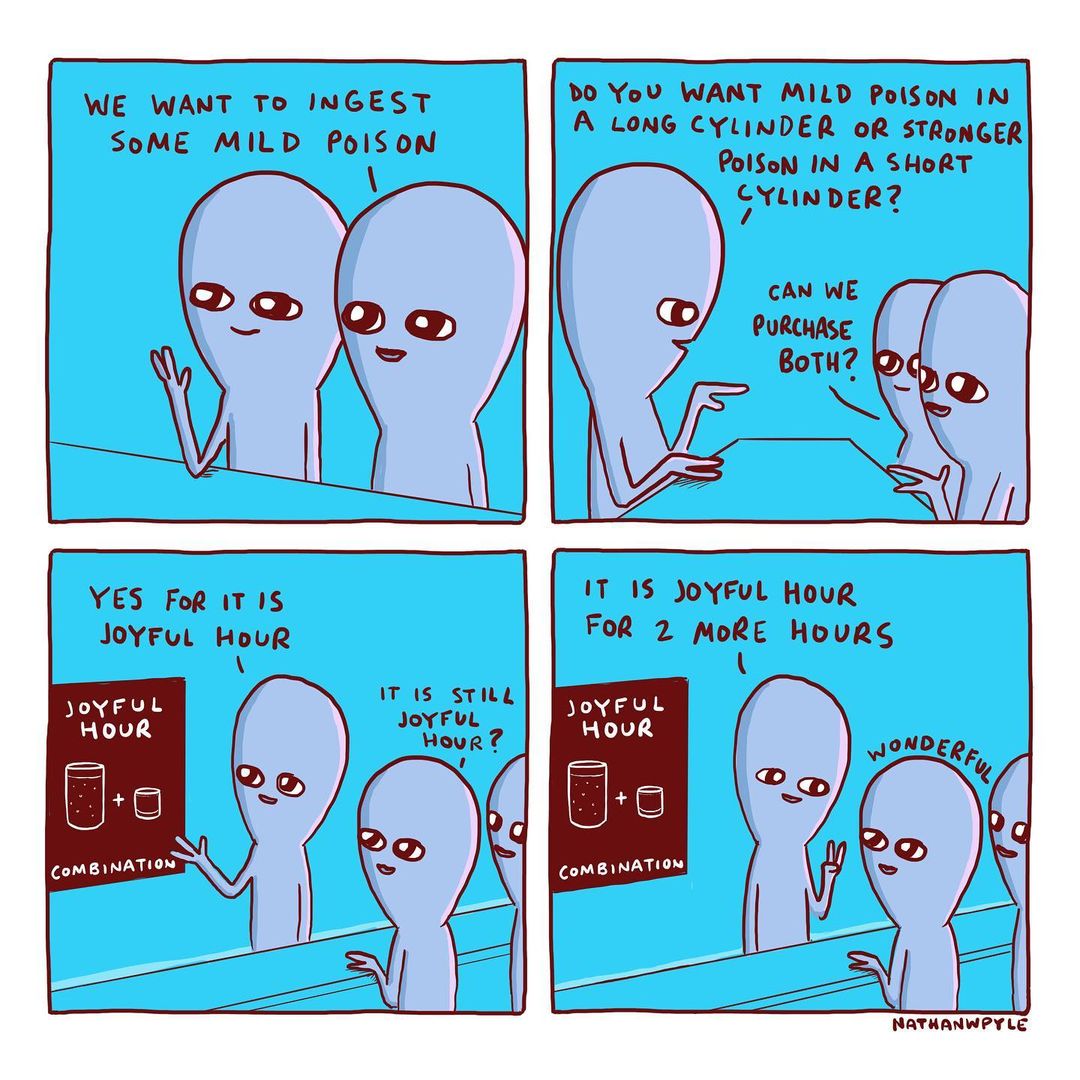 WE WANT TO INGEST
SOME MILD POISON
DO YOU WANT MILD POISON IN
A LONG CYLINDER OR STRONGER
POISON IN A SHORT
CYLINDER?
CAN WE
PURCHASE
BOTH?
YES FOR IT IS
JOYFUL HOUR
IT IS STILL
JOYFUL
HOUR?
JOYFUL
HOUR
+
COMBINATION
IT IS JOYFUL HOUR
FOR 2 MORE HOURS
WONDERFUL
JOYFUL
HOUR
+
COMBINATION
NATHANWPYLE